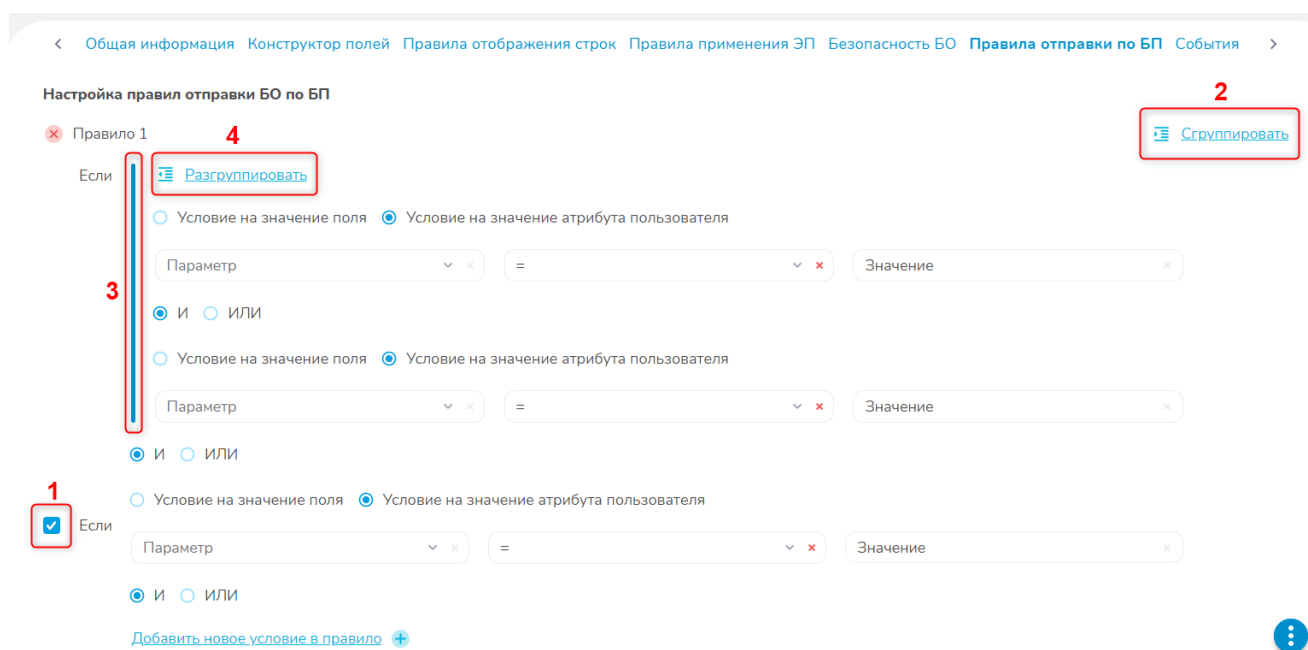 Общая информация Конструктор полей Правила отображения строк Правила применения ЭП Безопасность БО Правила отправки по БП События
Настройка правил отправки БО по БП
2
Правило 1
4
Сгруппировать
Если
Разгруппировать
Условие на значение поля Условие на значение атрибута пользователя
Параметр = Значение
3
И ИЛИ
Условие на значение поля Условие на значение атрибута пользователя
Параметр = Значение
И ИЛИ
1
Условие на значение поля Условие на значение атрибута пользователя
Если
Параметр = Значение
И ИЛИ
Добавить новое условие в правило +